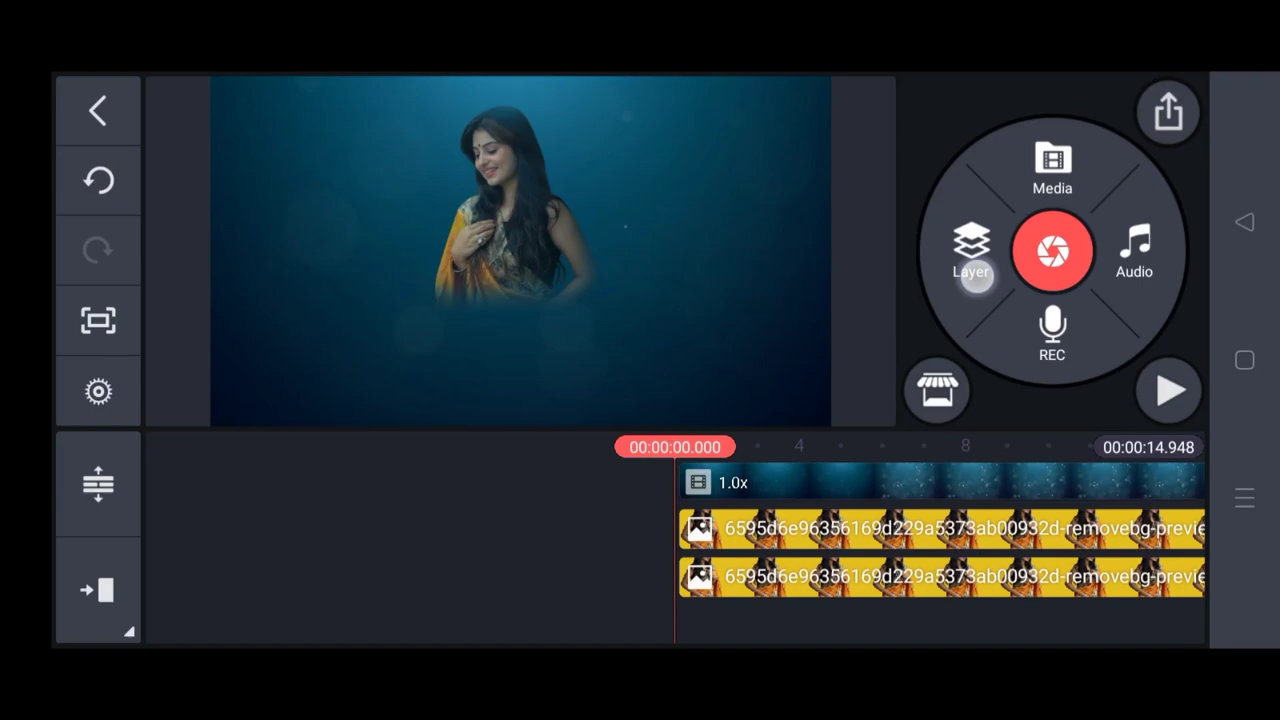 Media
Layer
Audio
REC
00:00:00.000
4
8
00:00:14.948
1.0x
6595d6e96356169d229a5373ab00932d-removebg-previe
6595d6e96356169d229a5373ab00932d-removebg-previe